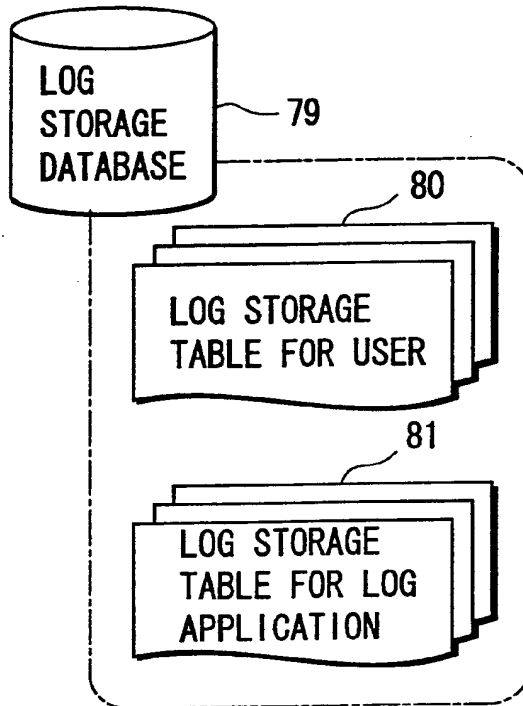 LOG
STORAGE
DATABASE
79
80
LOG STORAGE
TABLE FOR USER
81
LOG STORAGE
TABLE FOR LOG
APPLICATION